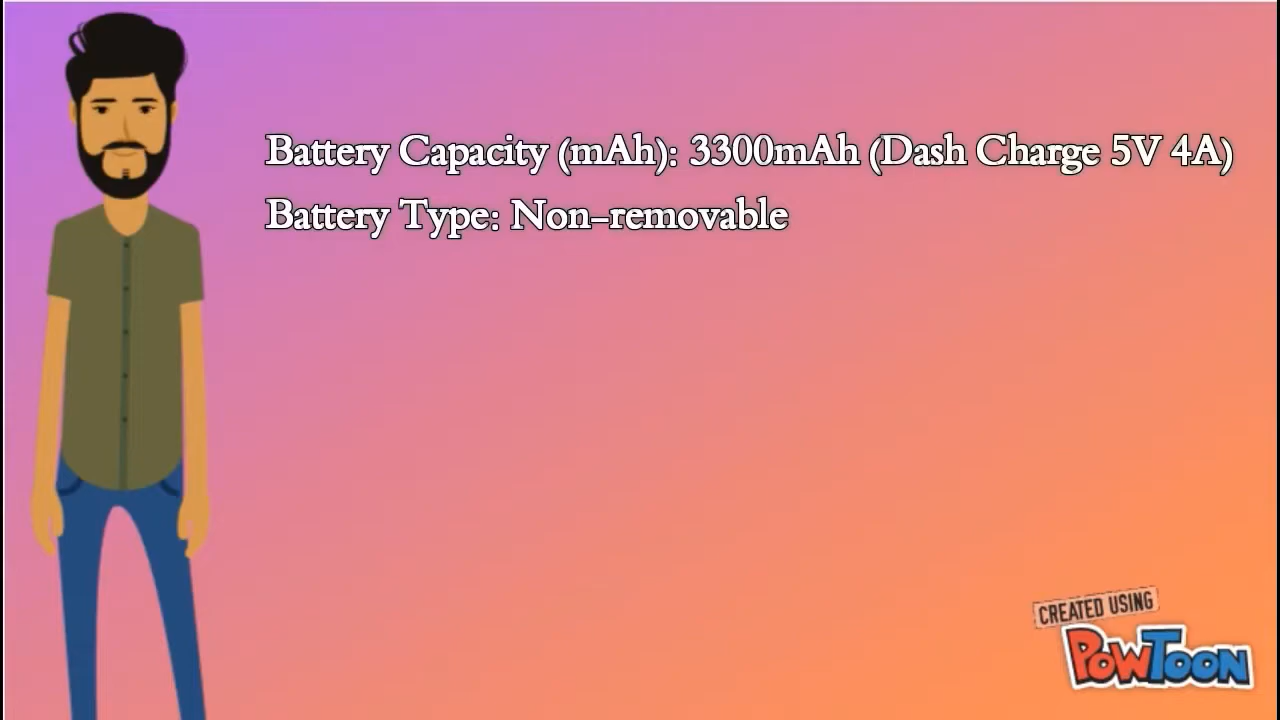 Battery Capacity (mAh): 3300mAh (Dash Charge 5V 4A)
Battery Type: Non-removable
CREATED USING
POWTOON